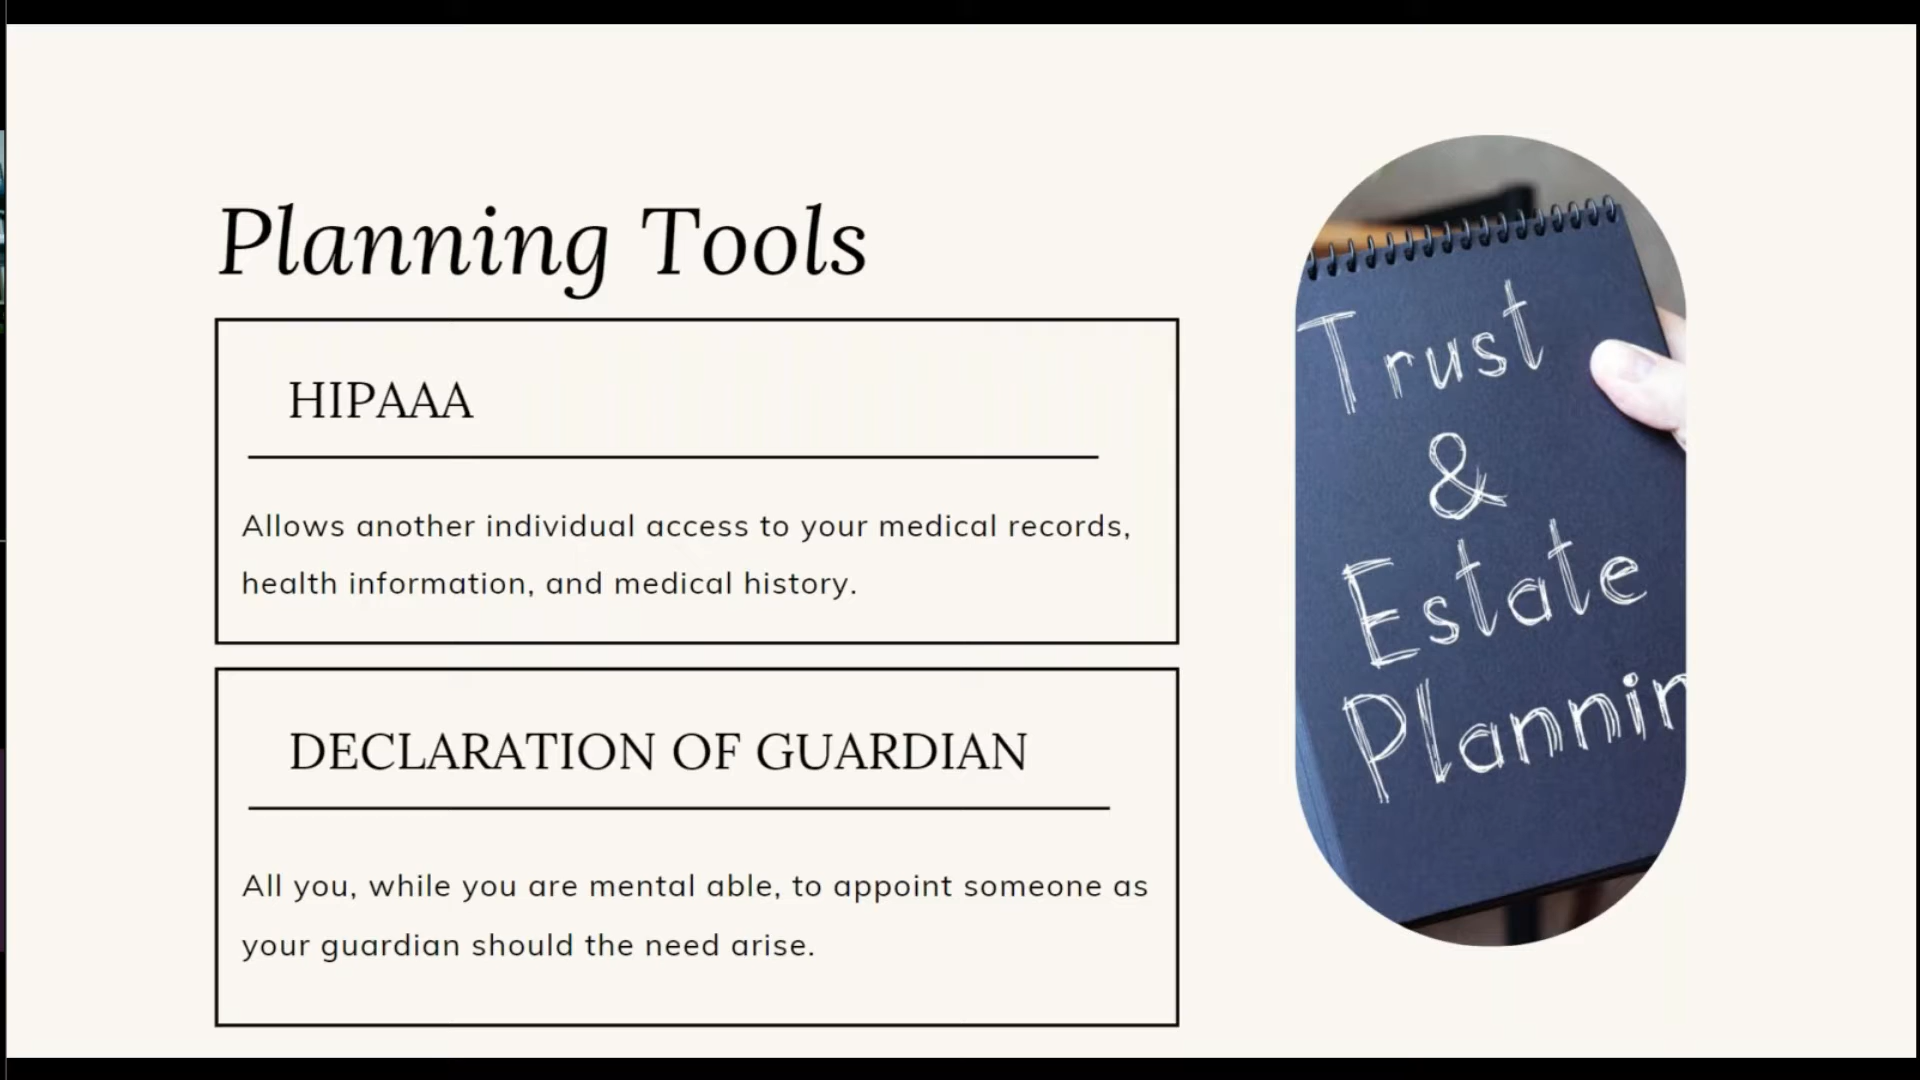 Planning Tools
HIPAAA
Allows another individual access to your medical records,
health information, and medical history.
DECLARATION OF GUARDIAN
All you, while you are mental able, to appoint someone as
your guardian should the need arise.
Trust
&
Estate
Plannin